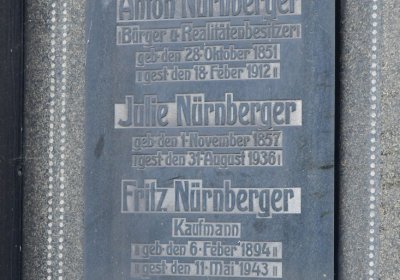 Anton Nürnberger
Bürger & Realitätenbesitzer
geb den 28·Oktober 1851
gest den 18·Feber 1912
Julie Nürnberger
geb den 1·November 1857
gest den 31·August 1936
Fritz Nürnberger
Kaufmann
geb den 6·Feber 1894
gest den 11·Mai 1943